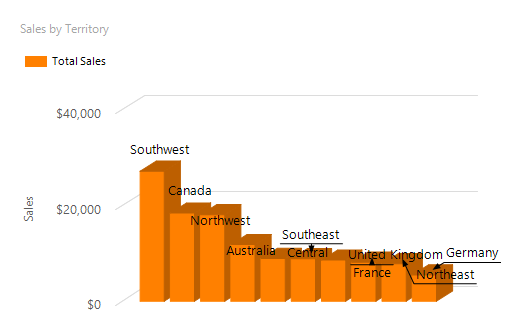 Sales by Territory
Total Sales
$40,000
Southwest
Canada
$20,000
Northwest
Sales
Southeast
Australia
Central
United Kingdom
Germany
France
Northeast
$0